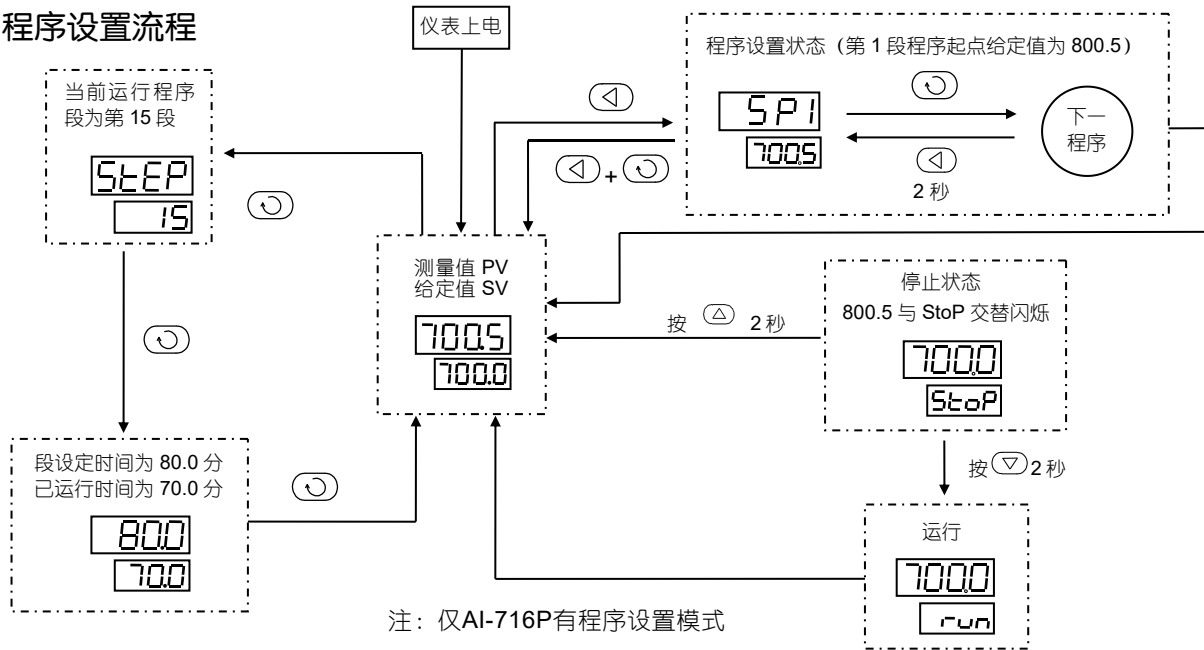 程序设置流程
仪表上电
程序设置状态（第 1 段程序起点给定值为 800.5）
SP1
700.5
下一
程序
2 秒
+
当前运行程序
段为第 15 段
StEP
15
测量值 PV
给定值 SV
700.5
700.0
停止状态
800.5 与 StoP 交替闪烁
700.0
StoP
按 2 秒
按 2 秒
段设定时间为 80.0 分
已运行时间为 70.0 分
80.0
70.0
运行
700.0
run
注：仅AI-716P有程序设置模式